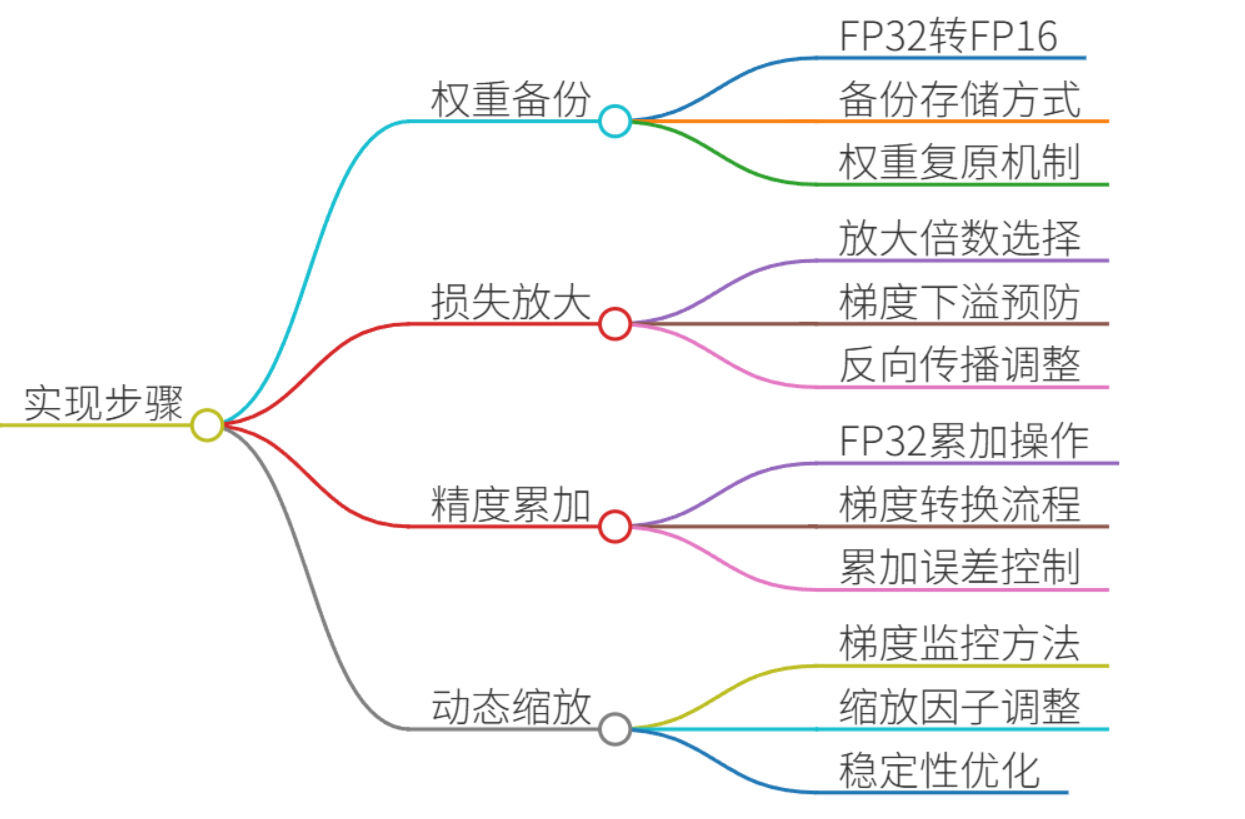 实现步骤
权重备份
FP32转FP16
备份存储方式
权重复原机制
损失放大
放大倍数选择
梯度下溢预防
反向传播调整
精度累加
FP32累加操作
梯度转换流程
累加误差控制
动态缩放
梯度监控方法
缩放因子调整
稳定性优化